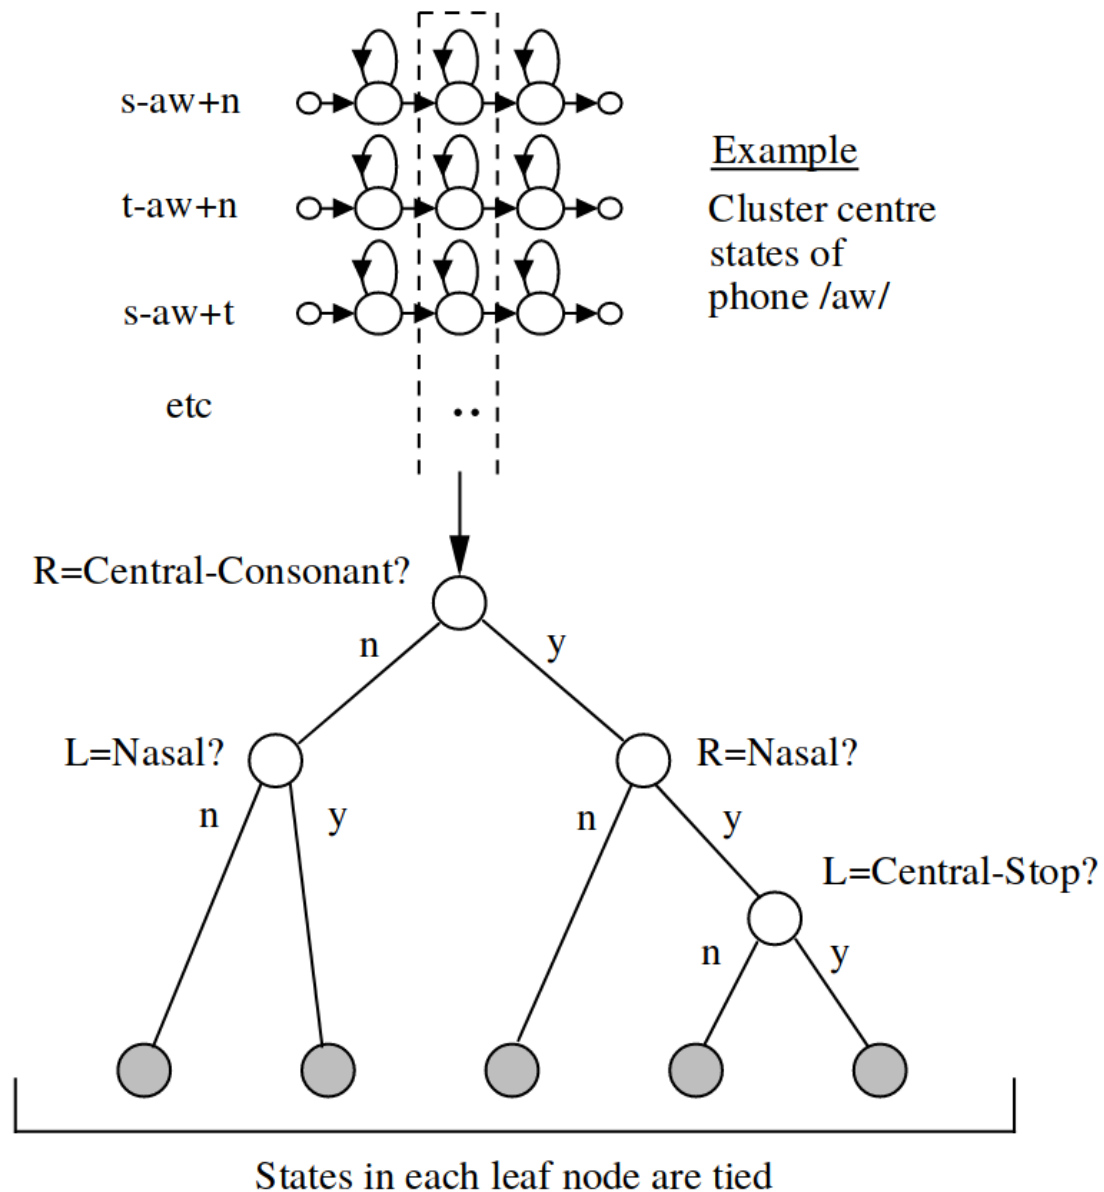 s-aw+n
t-aw+n
s-aw+t
etc
Example
Cluster centre
states of
phone /aw/
R=Central-Consonant?
n
y
L=Nasal?
R=Nasal?
n
y
n
y
L=Central-Stop?
n
y
States in each leaf node are tied